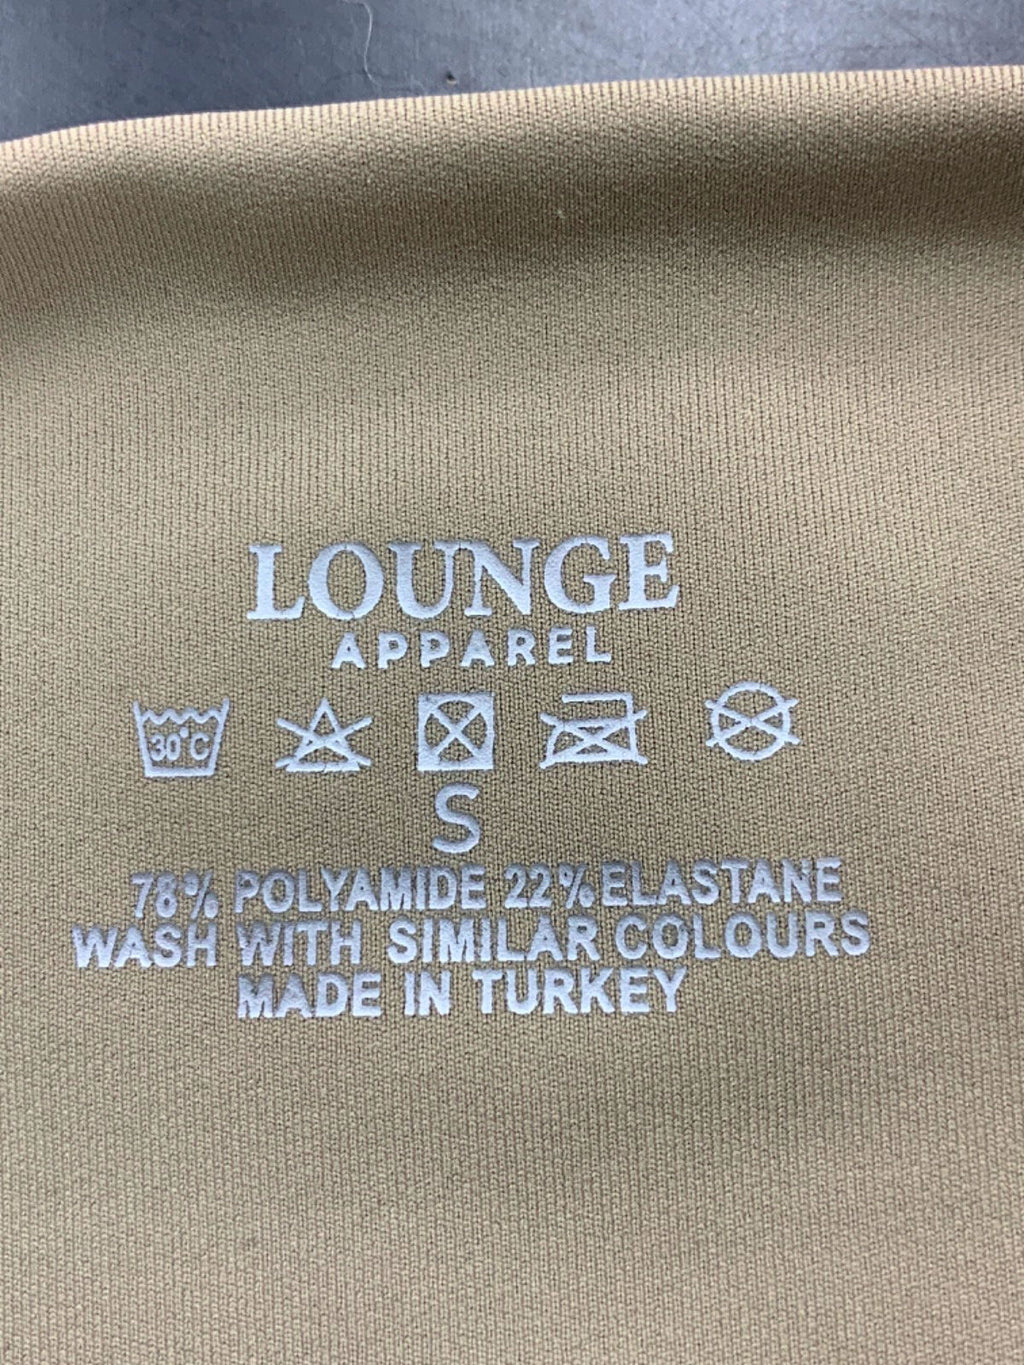 LOUNGE
APPAREL
30°C
S
78% POLYAMIDE 22% ELASTANE
WASH WITH SIMILAR COLOURS
MADE IN TURKEY